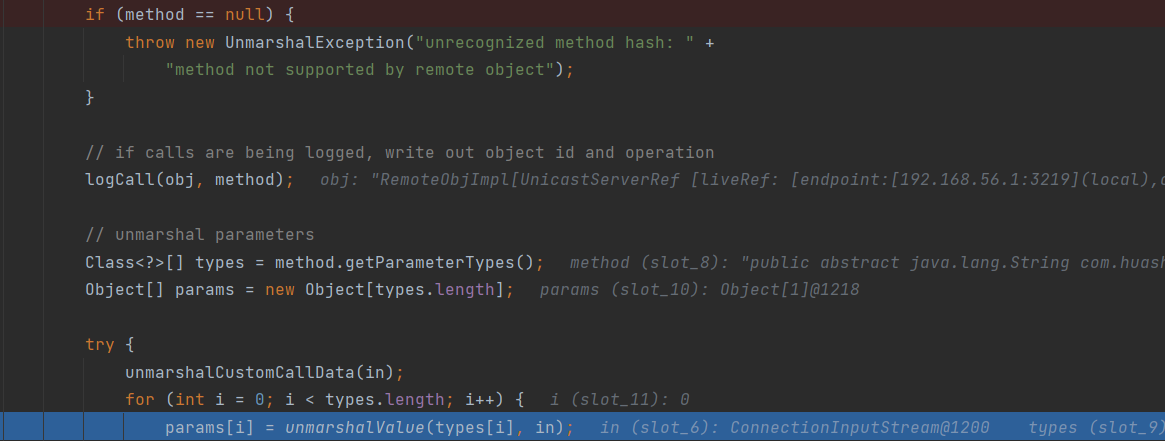 if (method == null) {
throw new UnmarshalException("unrecognized method hash: " +
"method not supported by remote object");
}
// if calls are being logged, write out object id and operation
logCall(obj, method); obj: "RemoteObjImpl[UnicastServerRef [liveRef: [endpoint:[192.168.56.1:3219](local),o
// unmarshal parameters
Class<?>[] types = method.getParameterTypes(); method (slot_8): "public abstract java.lang.String com.huash
Object[] params = new Object[types.length]; params (slot_10): Object[1]@1218
try {
unmarshalCustomCallData(in);
for (int i = 0; i < types.length; i++) { i (slot_11): 0
params[i] = unmarshalValue(types[i], in); in (slot_6): ConnectionInputStream@1200 types (slot_9)